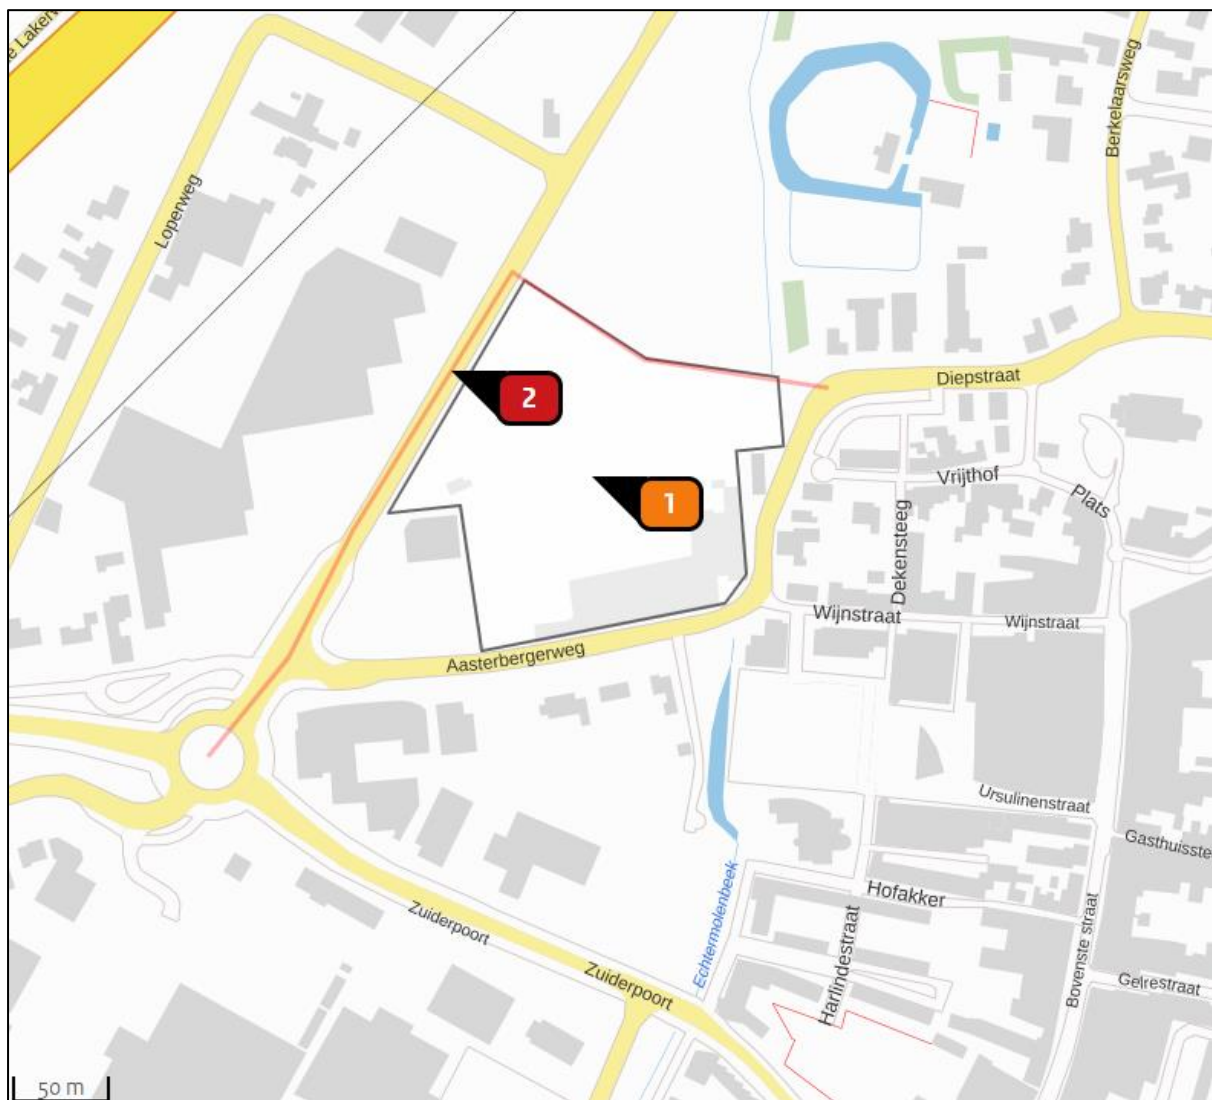 e Lakerw
Berkelaarsweg
Loperweg
Diepstraat
2
Vrijthof
Plats
1
Dekensteeg
Wijnstraat
Wijnstraat
Aasterbergerweg
Ursulinenstraat
Gasthuisste
Hofakker
Echtermolenbeek
Zuiderpoort
Harlindestraat
Bovenste straat
Zuiderpoort
Gelrestraat
50 m